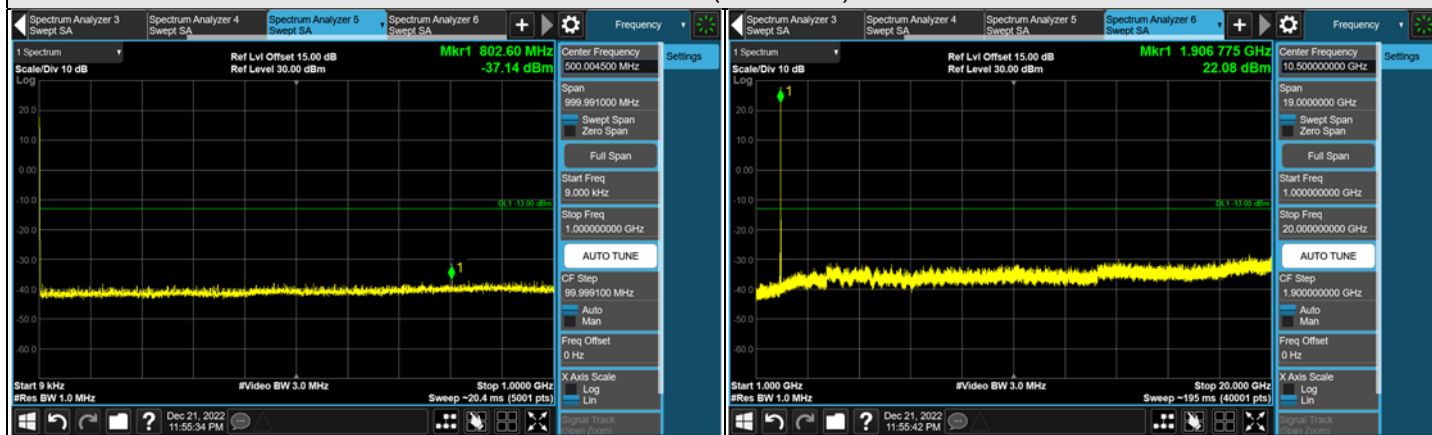 Spectrum Analyzer 3
Swept SA
Spectrum Analyzer 4
Swept SA
Spectrum Analyzer 5
Swept SA
Spectrum Analyzer 6
Swept SA
Frequency
1 Spectrum
Scale/Div 10 dB
Log
Ref Lvl Offset 15.00 dB
Ref Level 30.00 dBm
Mkr1 802.60 MHz
-37.14 dBm
20.0
10.0
0.00
-10.0
-20.0
-30.0
-40.0
-50.0
-60.0
DL1 -13.00 dBm
1
Start 9 kHz
#Res BW 1.0 MHz
#Video BW 3.0 MHz
Stop 1.0000 GHz
Sweep ~20.4 ms (5001 pts)
Center Frequency
500.004500 MHz
Settings
Span
999.991000 MHz
Swept Span
Zero Span
Full Span
Start Freq
9.000 kHz
Stop Freq
1.000000000 GHz
AUTO TUNE
CF Step
99.999100 MHz
Auto
Man
Freq Offset
0 Hz
X Axis Scale
Log
Lin
Signal Track
(Span Zoom)
?
Dec 21, 2022
11:55:34 PM
Spectrum Analyzer 3
Swept SA
Spectrum Analyzer 4
Swept SA
Spectrum Analyzer 5
Swept SA
Spectrum Analyzer 6
Swept SA
Frequency
1 Spectrum
Scale/Div 10 dB
Log
Ref Lvl Offset 15.00 dB
Ref Level 30.00 dBm
Mkr1 1.906 775 GHz
22.08 dBm
1
20.0
10.0
0.00
-10.0
-20.0
-30.0
-40.0
-50.0
-60.0
DL1 -13.00 dBm
Start 1.000 GHz
#Res BW 1.0 MHz
#Video BW 3.0 MHz
Stop 20.000 GHz
Sweep ~195 ms (40001 pts)
Center Frequency
10.500000000 GHz
Settings
Span
19.0000000 GHz
Swept Span
Zero Span
Full Span
Start Freq
1.000000000 GHz
Stop Freq
20.000000000 GHz
AUTO TUNE
CF Step
1.900000000 GHz
Auto
Man
Freq Offset
0 Hz
X Axis Scale
Log
Lin
Signal Track
(Span Zoom)
?
Dec 21, 2022
11:55:42 PM